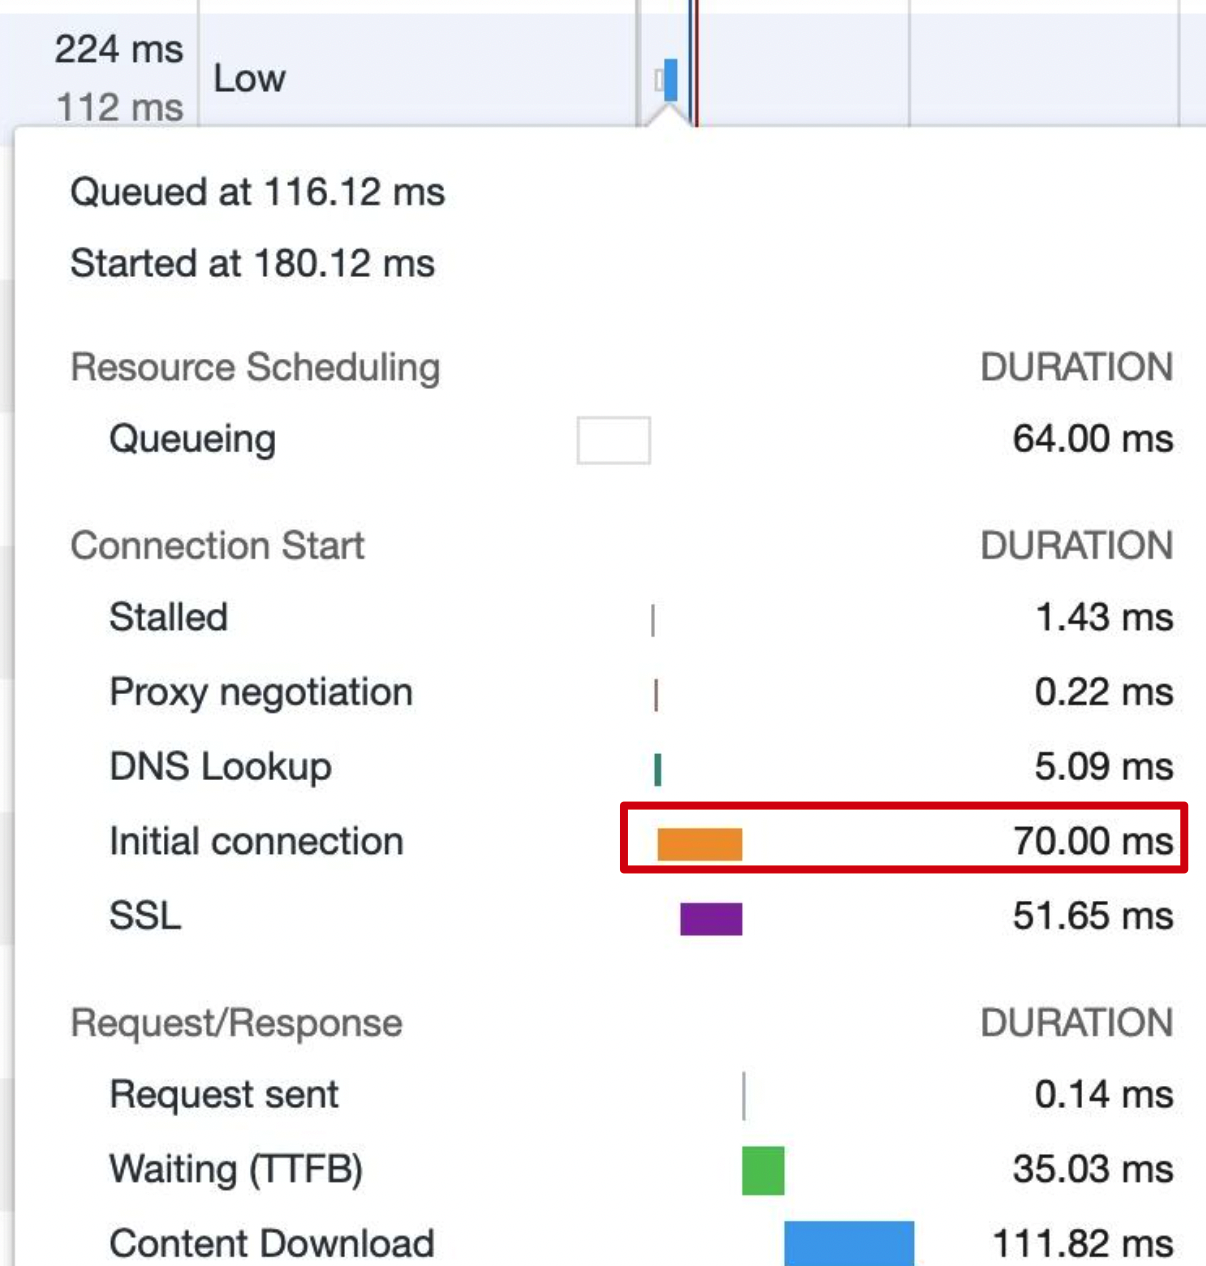 224 ms
Low
112 ms
Queued at 116.12 ms
Started at 180.12 ms
Resource Scheduling DURATION
Queueing 64.00 ms
Connection Start DURATION
Stalled 1.43 ms
Proxy negotiation 0.22 ms
DNS Lookup 5.09 ms
Initial connection 70.00 ms
SSL 51.65 ms
Request/Response DURATION
Request sent 0.14 ms
Waiting (TTFB) 35.03 ms
Content Download 111.82 ms